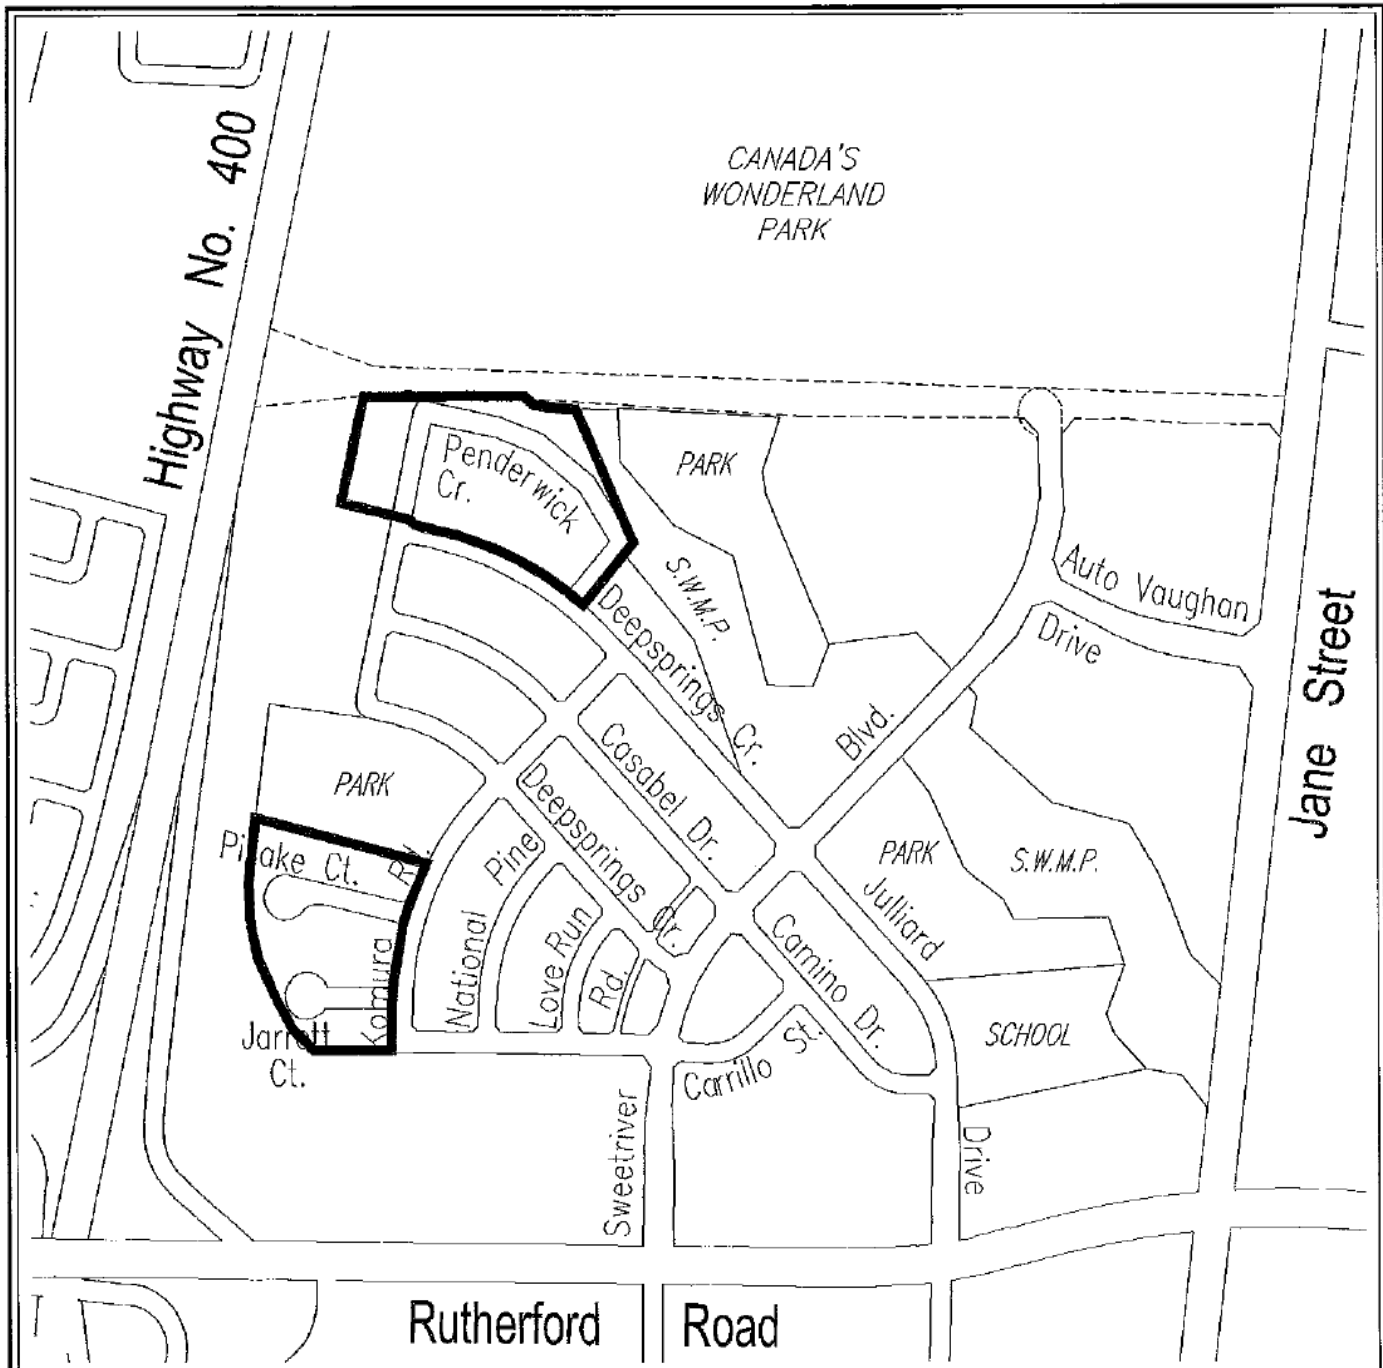 Highway No. 400
CANADA'S
WONDERLAND
PARK
Penderwick
Cr.
PARK
S.W.M.P.
Auto Vaughan
Drive
Jane Street
Deepsprings Cr.
Blvd.
Casabel Dr.
PARK
Deepsprings Cr.
Pine
PARK
S.W.M.P.
Julliard
Ct.
Rd.
National
Love Run
Rd.
Komura
Camino Dr.
SCHOOL
Jarrett
Ct.
Carrillo St.
Sweetriver
Drive
Rutherford Road